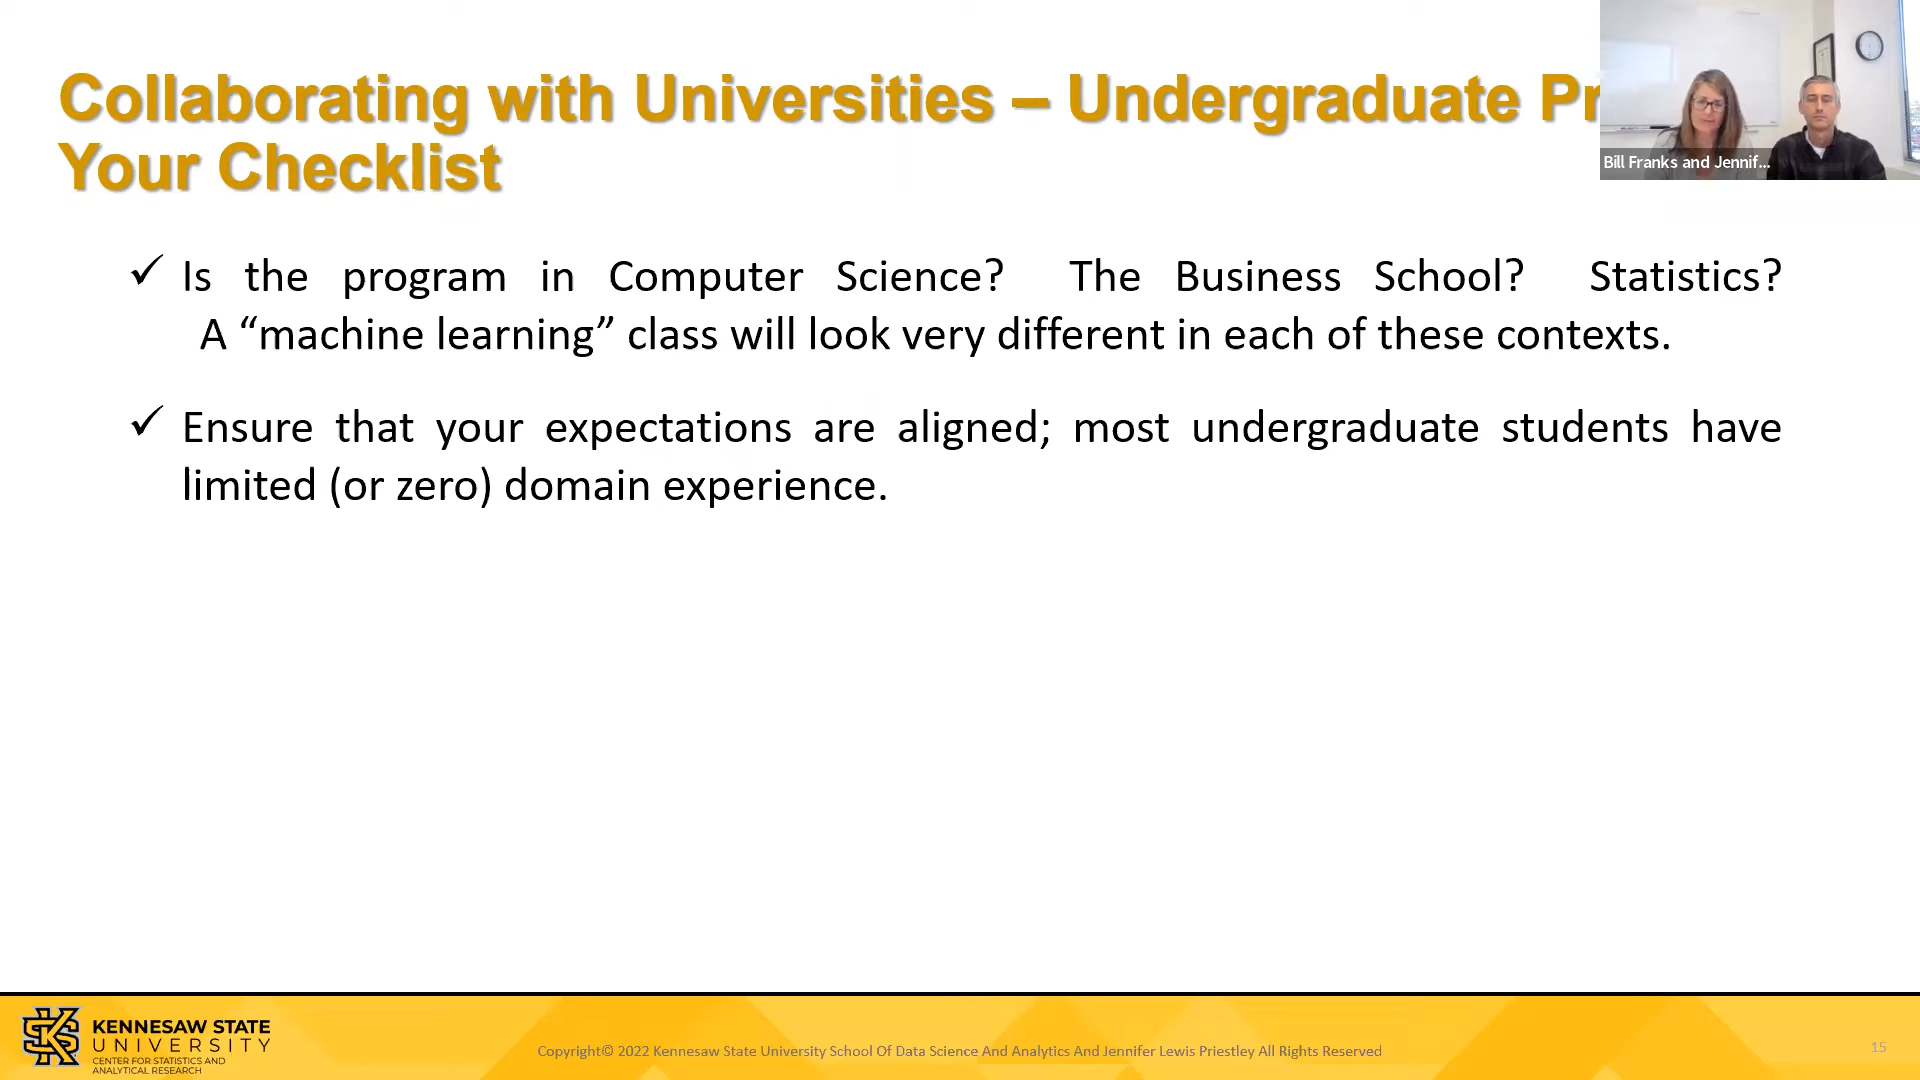 Collaborating with Universities – Undergraduate
Your Checklist
Bill Franks and Jennif...
✓ Is the program in Computer Science? The Business School? Statistics?
A “machine learning” class will look very different in each of these contexts.
✓ Ensure that your expectations are aligned; most undergraduate students have
limited (or zero) domain experience.
KENNESAW STATE
UNIVERSITY
CENTER FOR STATISTICS AND
ANALYTICAL RESEARCH
Copyright© 2022 Kennesaw State University School Of Data Science And Analytics And Jennifer Lewis Priestley All Rights Reserved
15